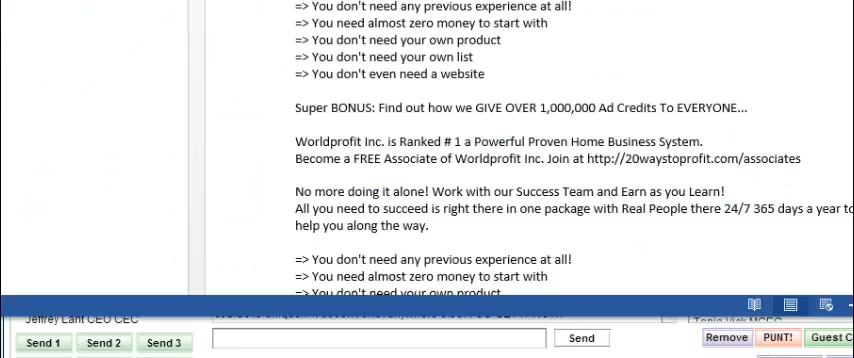 => You don't need any previous experience at all!
=> You need almost zero money to start with
=> You don't need your own product
=> You don't need your own list
=> You don't even need a website
Super BONUS: Find out how we GIVE OVER 1,000,000 Ad Credits To EVERYONE...
Worldprofit Inc. is Ranked # 1 a Powerful Proven Home Business System.
Become a FREE Associate of Worldprofit Inc. Join at http://20waystoprofit.com/associates
No more doing it alone! Work with our Success Team and Earn as you Learn!
All you need to succeed is right there in one package with Real People there 24/7 365 days a year to
help you along the way.
=> You don't need any previous experience at all!
=> You need almost zero money to start with
=> You don't need your own product
Jeffrey Lant CEO CEC
Send 1 Send 2 Send 3 Send Remove PUNT! Guest C